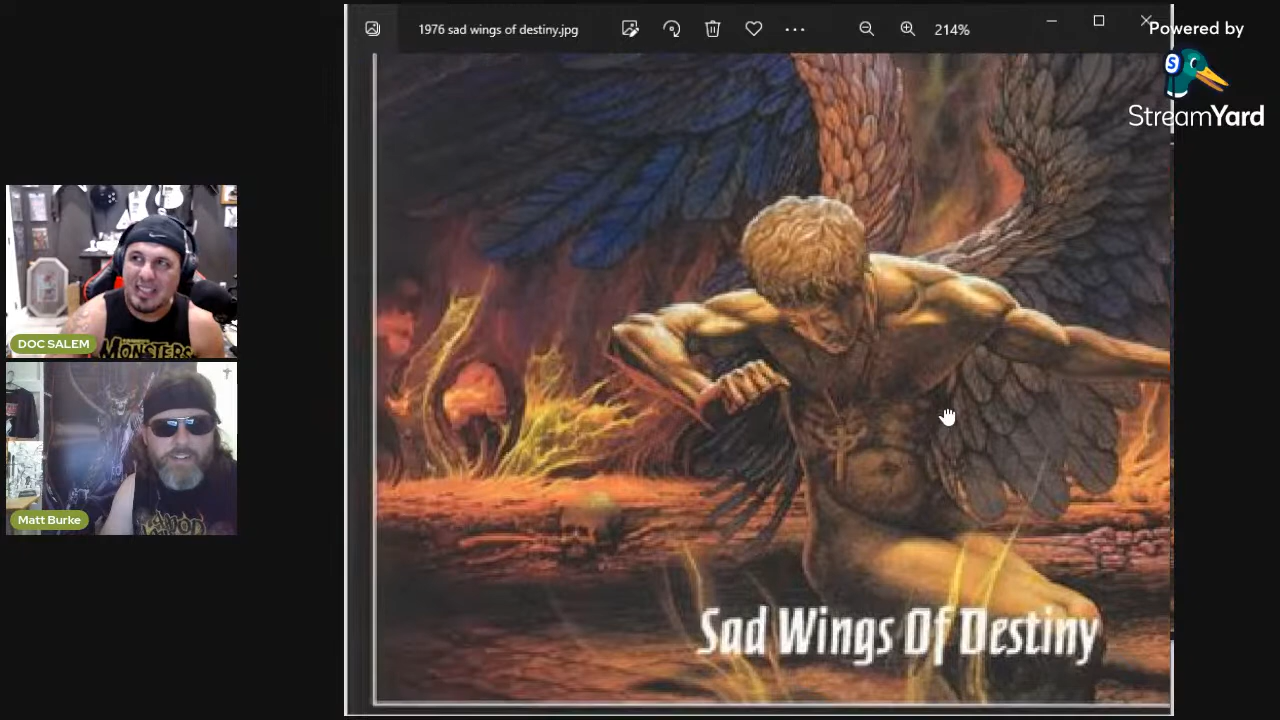 1976 sad wings of destiny.jpg
214%
Powered by
S
StreamYard
MONSTERS
DOC SALEM
Matt Burke
Sad Wings Of Destiny